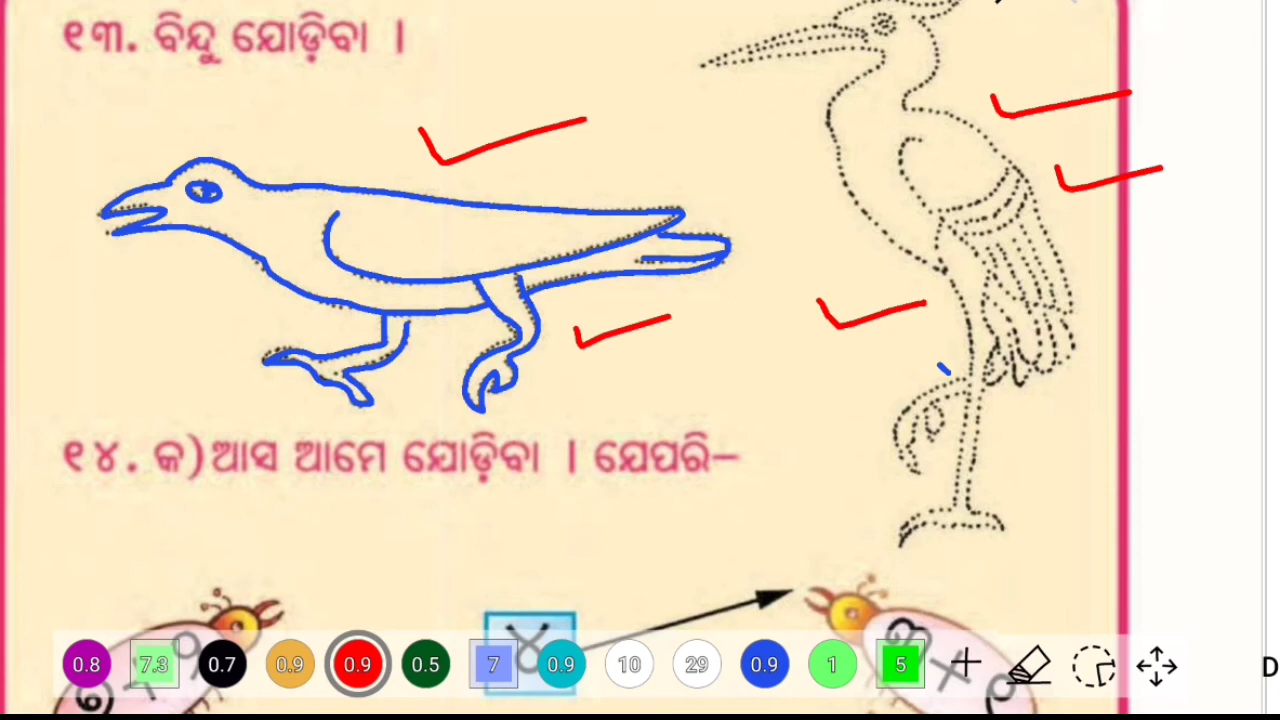 ୧୩. ବିନ୍ଦୁ ଯୋଡ଼ିବା ।
୧୪. କ) ଆସ ଆମେ ଯୋଡ଼ିବା । ଯେପରି–
୪
0.8 7.3 0.7 0.9 0.9 0.5 7 0.9 10 29 0.9 1 5 D